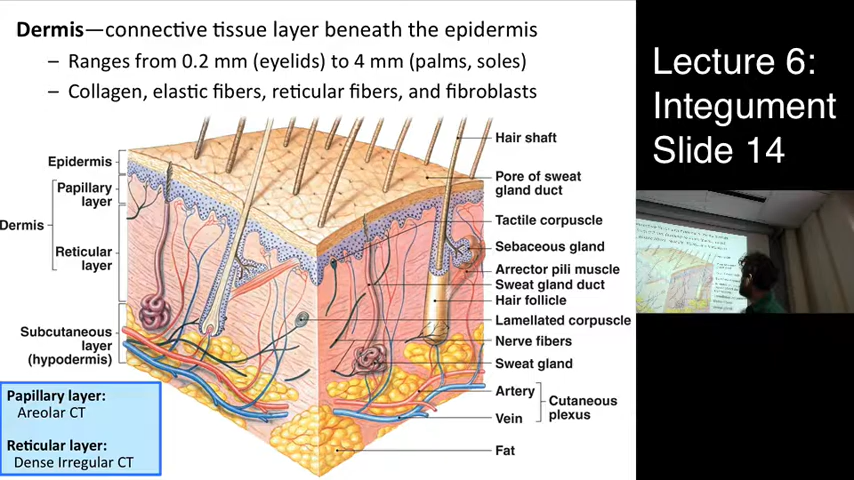 Dermis—connective tissue layer beneath the epidermis
– Ranges from 0.2 mm (eyelids) to 4 mm (palms, soles)
– Collagen, elastic fibers, reticular fibers, and fibroblasts
Epidermis
Papillary
layer
Dermis
Reticular
layer
Subcutaneous
layer
(hypodermis)
Hair shaft
Pore of sweat
gland duct
Tactile corpuscle
Sebaceous gland
Arrector pili muscle
Sweat gland duct
Hair follicle
Lamellated corpuscle
Nerve fibers
Sweat gland
Artery
Vein
Cutaneous
plexus
Fat
Papillary layer:
Areolar CT
Reticular layer:
Dense Irregular CT
Lecture 6:
Integument
Slide 14